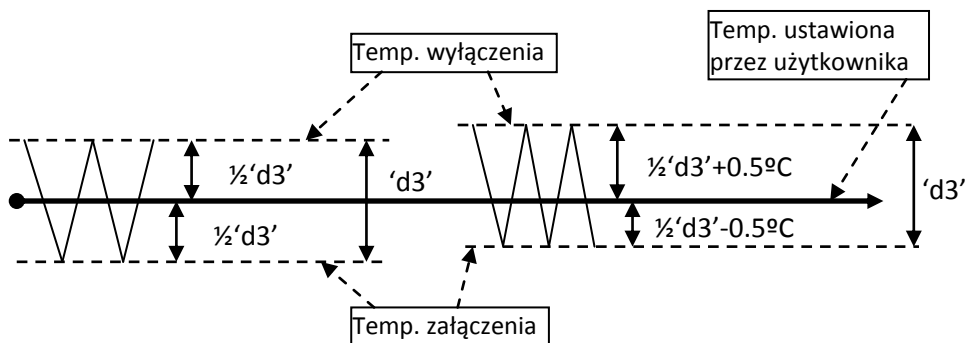 Temp. wyłączenia
Temp. ustawiona
przez użytkownika
½‘d3’
½‘d3’
‘d3’
½‘d3’+0.5ºC
½‘d3’-0.5ºC
‘d3’
Temp. załączenia